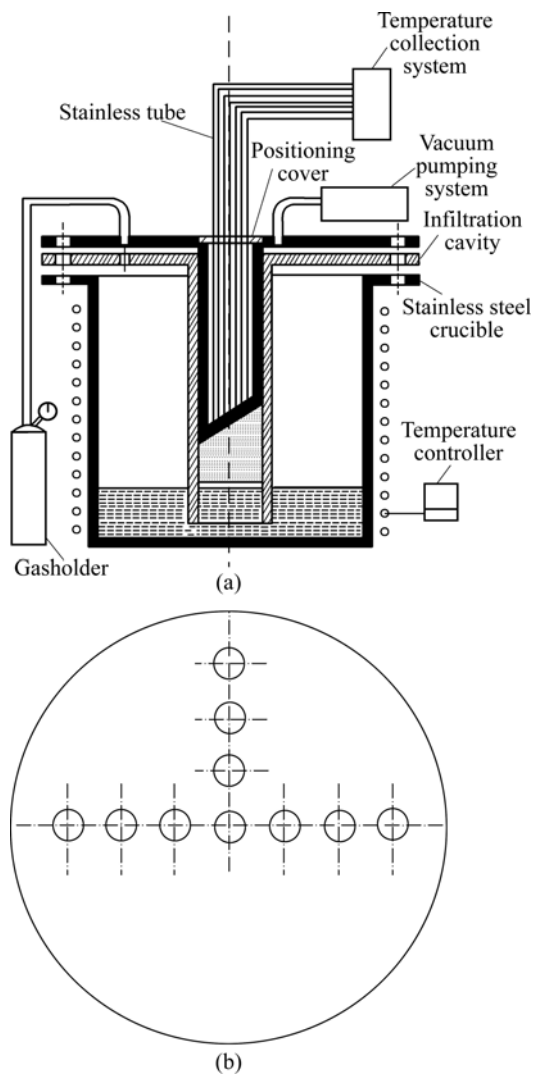 Temperature
collection
system
Stainless tube
Positioning
cover
Vacuum
pumping
system
Infiltration
cavity
Stainless steel
crucible
Temperature
controller
Gasholder
(a)
(b)